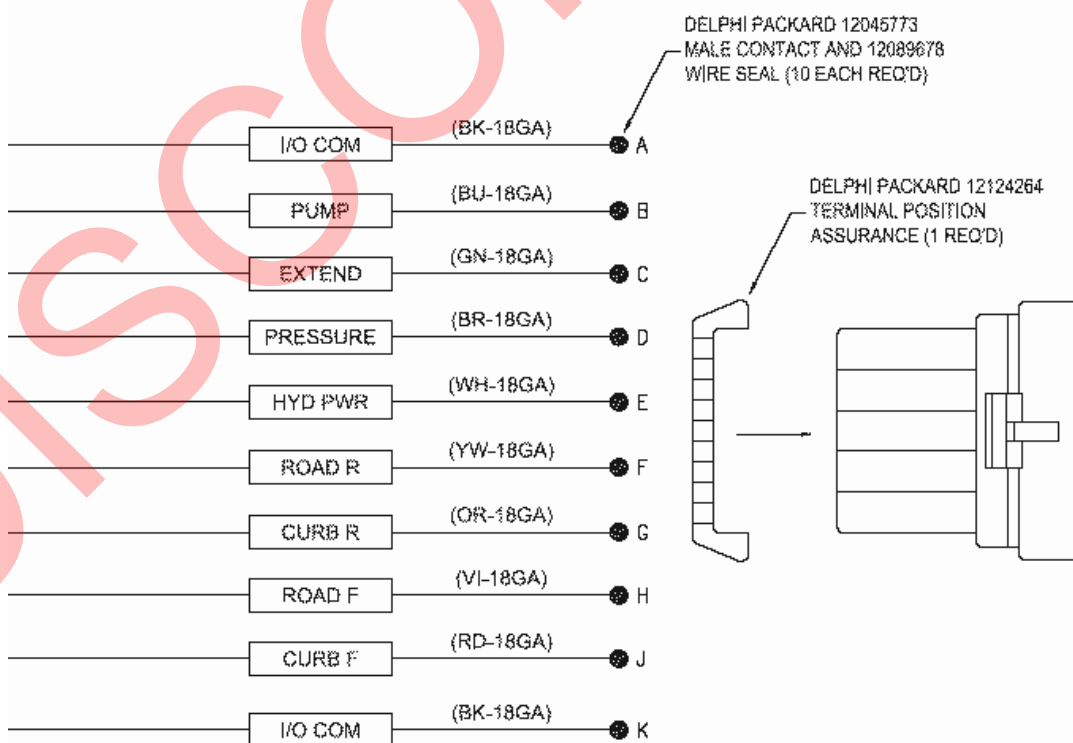 DELPHI PACKARD 12045773
MALE CONTACT AND 12089678
WIRE SEAL (10 EACH REQ'D)
I/O COM (BK-18GA) A
PUMP (BU-18GA) B
EXTEND (GN-18GA) C
PRESSURE (BR-18GA) D
HYD PWR (WH-18GA) E
ROAD R (YW-18GA) F
CURB R (OR-18GA) G
ROAD F (VI-18GA) H
CURB F (RD-18GA) J
I/O COM (BK-18GA) K
DELPHI PACKARD 12124264
TERMINAL POSITION
ASSURANCE (1 REQ'D)
DISCO